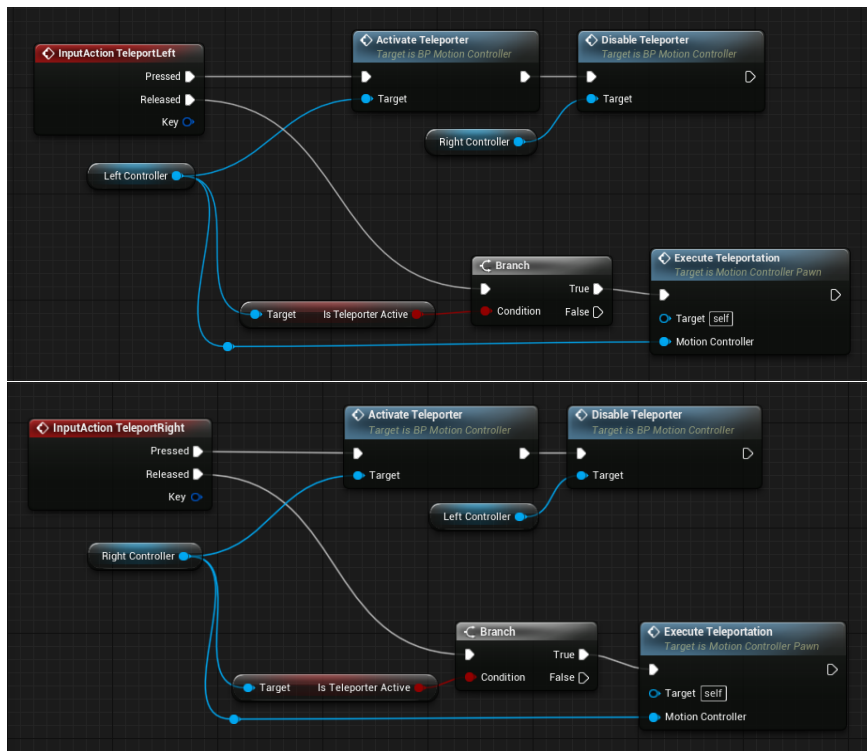 InputAction TeleportLeft
Pressed
Released
Key
Activate Teleporter
Target is BP Motion Controller
Target
Disable Teleporter
Target is BP Motion Controller
Target
Right Controller
Left Controller
Target Is Teleporter Active
Branch
True
Condition False
Execute Teleportation
Target is Motion Controller Pawn
Target self
Motion Controller
InputAction TeleportRight
Pressed
Released
Key
Activate Teleporter
Target is BP Motion Controller
Target
Disable Teleporter
Target is BP Motion Controller
Target
Left Controller
Right Controller
Target Is Teleporter Active
Branch
True
Condition False
Execute Teleportation
Target is Motion Controller Pawn
Target self
Motion Controller